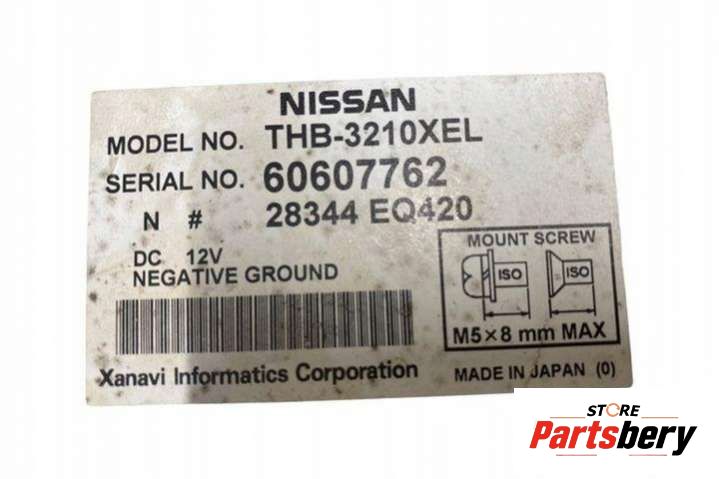 NISSAN
MODEL NO. THB-3210XEL
SERIAL NO. 60607762
N # 28344 EQ420
DC 12V
NEGATIVE GROUND
MOUNT SCREW
ISO ISO
M5×8 mm MAX
Xanavi Informatics Corporation
MADE IN JAPAN (0)
STORE
Partsbery